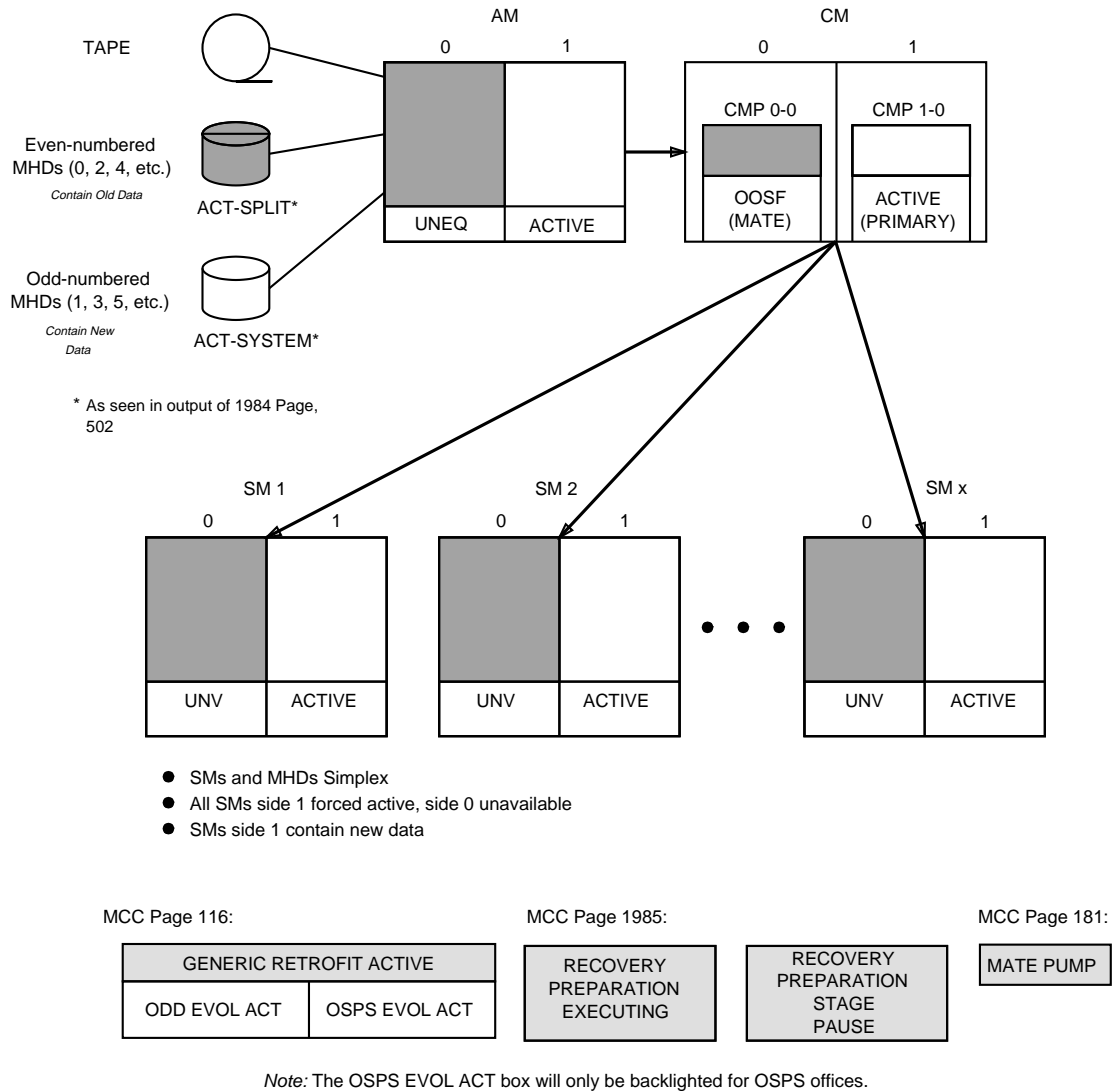 AM
CM
TAPE
0
1
0
1
CMP 0-0
CMP 1-0
Even-numbered
MHDs (0, 2, 4, etc.)
Contain Old Data
ACT-SPLIT*
UNEQ
ACTIVE
OOSF
(MATE)
ACTIVE
(PRIMARY)
Odd-numbered
MHDs (1, 3, 5, etc.)
Contain New
Data
ACT-SYSTEM*
* As seen in output of 1984 Page,
502
SM 1
SM 2
SM x
0
1
0
1
0
1
UNV
ACTIVE
UNV
ACTIVE
UNV
ACTIVE
● SMs and MHDs Simplex
● All SMs side 1 forced active, side 0 unavailable
● SMs side 1 contain new data
MCC Page 116:
GENERIC RETROFIT ACTIVE
ODD EVOL ACT
OSPS EVOL ACT
MCC Page 1985:
RECOVERY
PREPARATION
EXECUTING
RECOVERY
PREPARATION
STAGE
PAUSE
MCC Page 181:
MATE PUMP
Note: The OSPS EVOL ACT box will only be backlighted for OSPS offices.